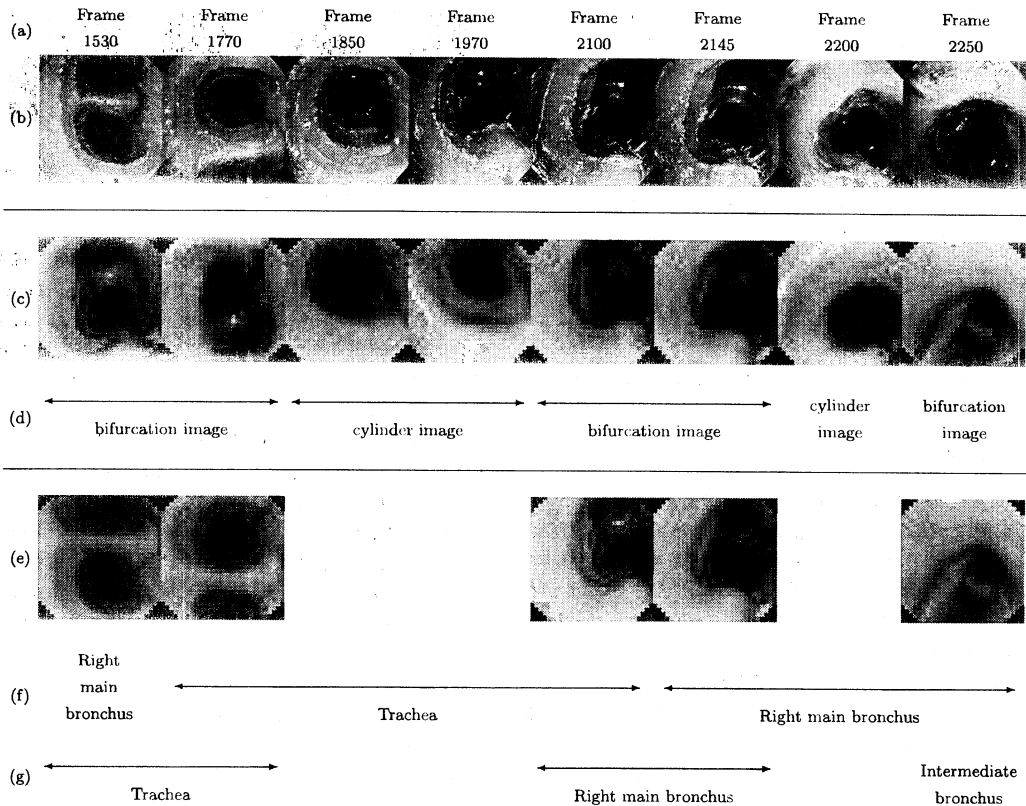 (a) Frame Frame Frame Frame Frame Frame Frame Frame
1530 1770 1850 1970 2100 2145 2200 2250
(b)
(c)
(d) cylinder bifurcation
bifurcation image cylinder image bifurcation image image image
(e)
Right
(f) main
bronchus Trachea Right main bronchus
(g) Intermediate
Trachea Right main bronchus bronchus